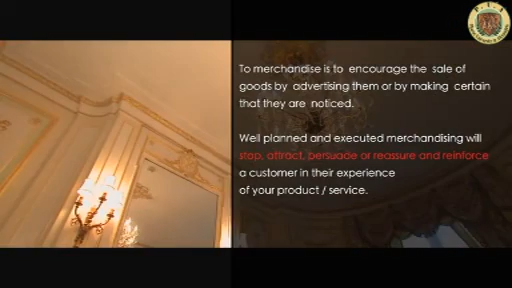 To merchandise is to encourage the sale of
goods by advertising them or by making certain
that they are noticed.
Well planned and executed merchandising will
stop, attract, persuade or reassure and reinforce
a customer in their experience
of your product / service.